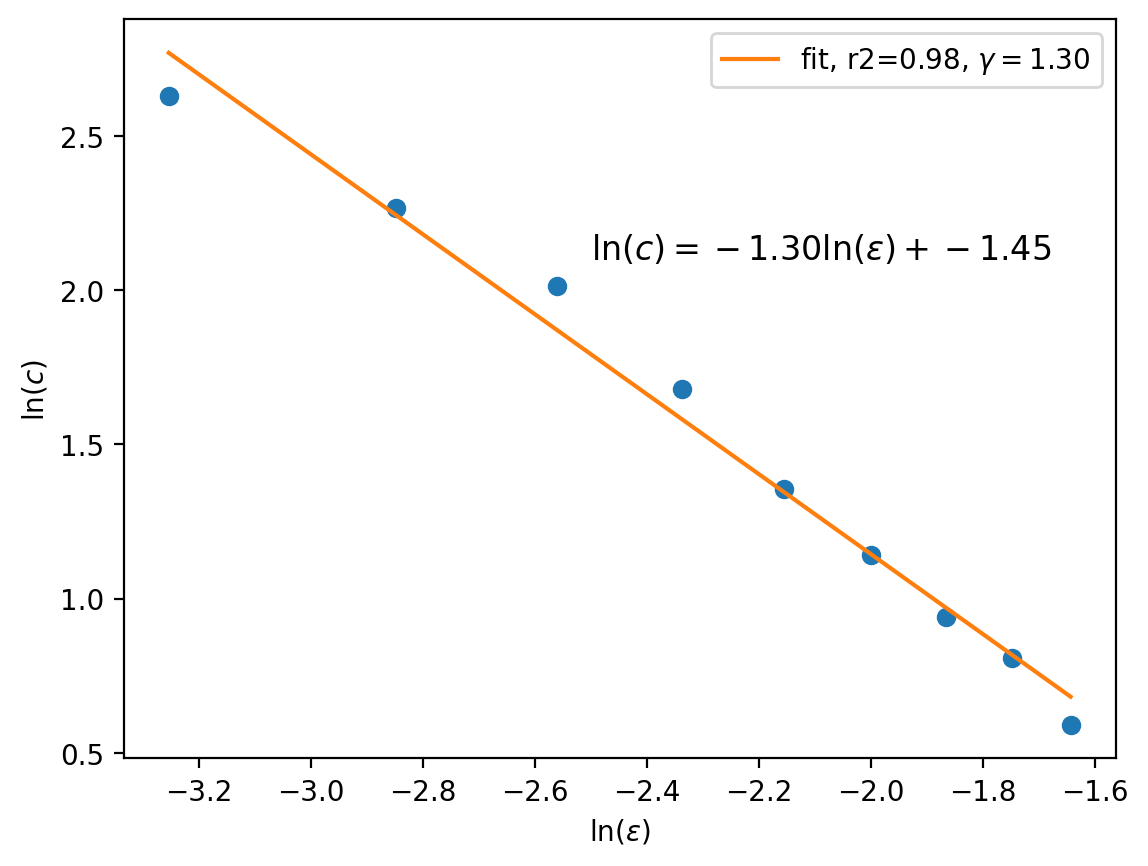 fit, r2=0.98, γ = 1.30
ln(c) = −1.30ln(ε) + −1.45
ln(c)
2.5
2.0
1.5
1.0
0.5
−3.2 −3.0 −2.8 −2.6 −2.4 −2.2 −2.0 −1.8 −1.6
ln(ε)